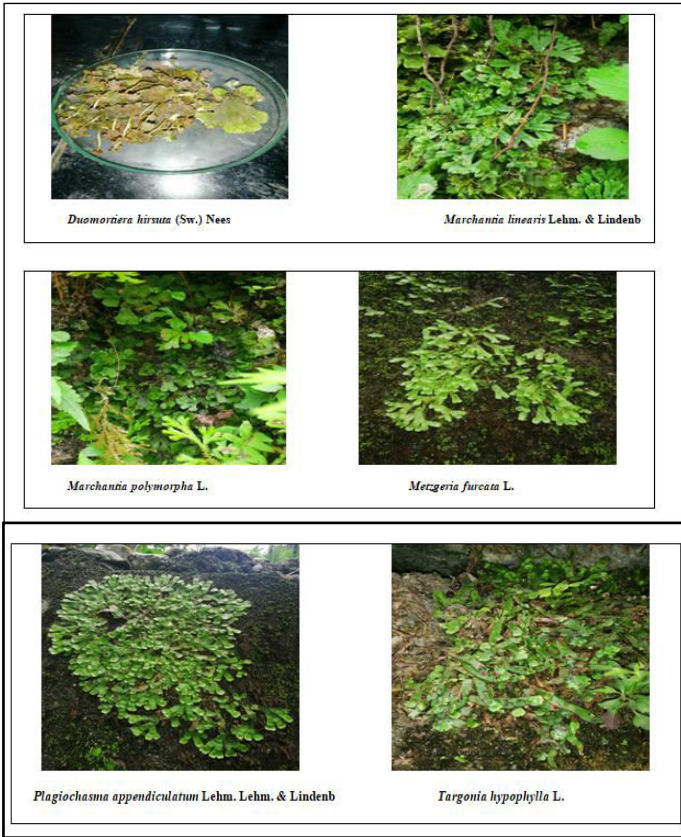 Duomortiera hirsuta (Sw.) Nees
Marchantia linearis Lehm. & Lindenb
Marchantia polymorpha L.
Metzgeria furcata L.
Plagiochasma appendiculatum Lehm. Lehm. & Lindenb
Targonia hypophylla L.